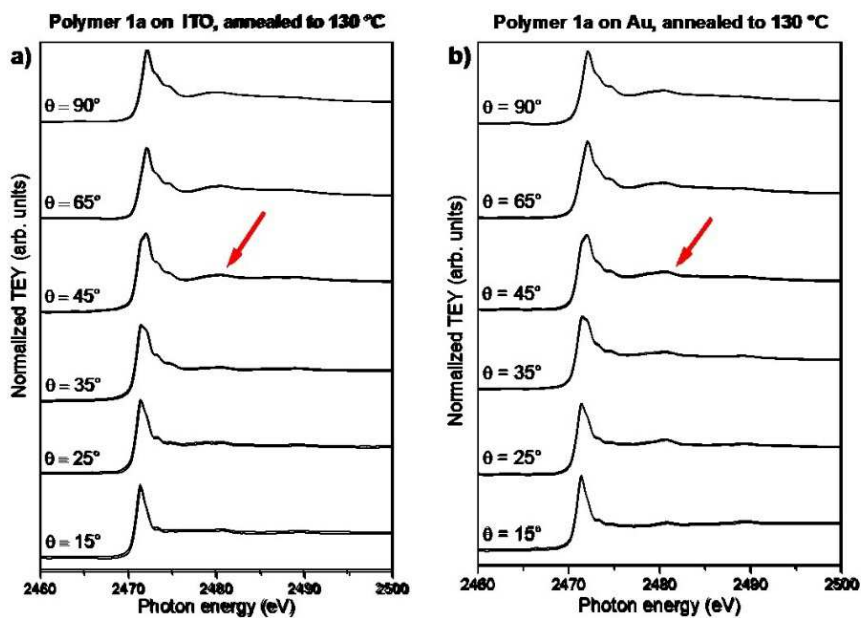 Polymer 1a on ITO, annealed to 130 °C
a)
θ = 90°
θ = 65°
θ = 45°
θ = 35°
θ = 25°
θ = 15°
Normalized TEY (arb. units)
2460 2470 2480 2490 2500
Photon energy (eV)
Polymer 1a on Au, annealed to 130 °C
b)
θ = 90°
θ = 65°
θ = 45°
θ = 35°
θ = 25°
θ = 15°
Normalized TEY (arb. units)
2460 2470 2480 2490 2500
Photon energy (eV)